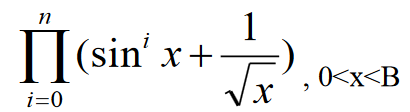 ∏_{i=0}^{n} (sin^i x + 1/√x) , 0<x<B